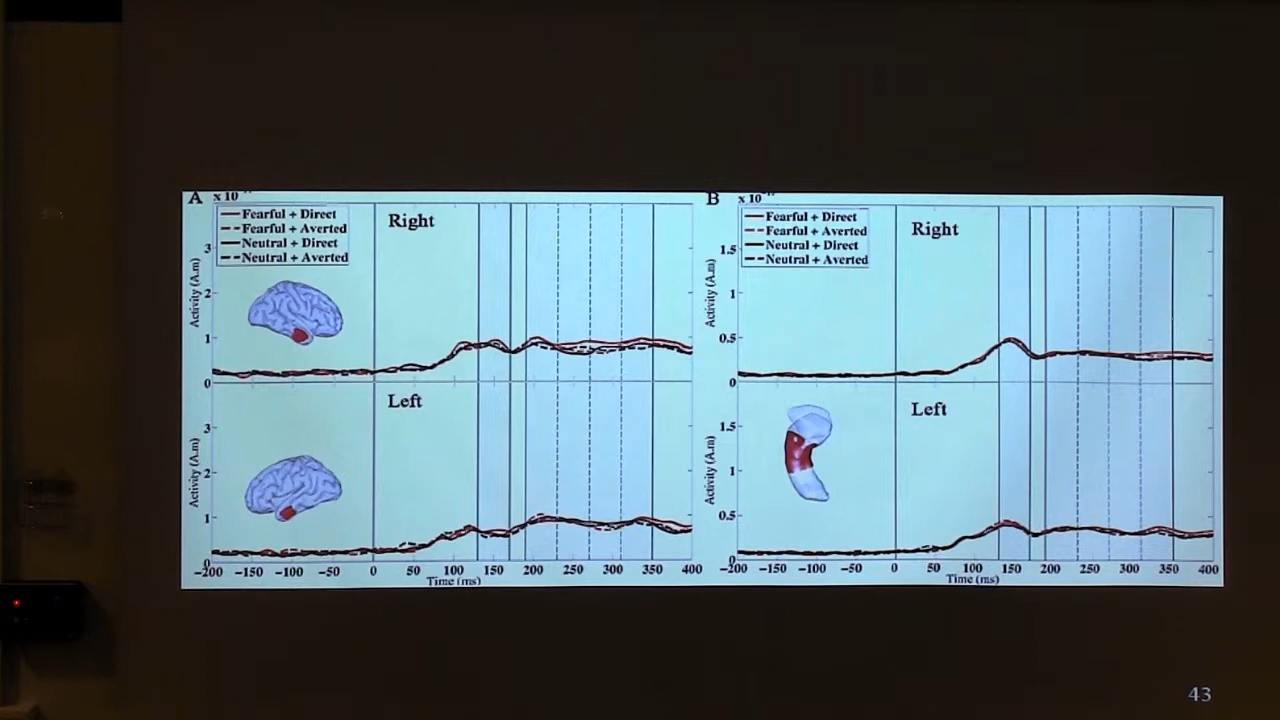 A x 10
Fearful + Direct
Fearful + Averted
Neutral + Direct
Neutral + Averted
Right
3
2
1
0
Activity (A.m)
Left
3
2
1
0
Activity (A.m)
−200 −150 −100 −50 0 50 100 150 200 250 300 350 400
Time (ms)
B x 10
Fearful + Direct
Fearful + Averted
Neutral + Direct
Neutral + Averted
Right
1.5
1
0.5
0
Activity (A.m)
Left
1.5
1
0.5
0
Activity (A.m)
−200 −150 −100 −50 0 50 100 150 200 250 300 350 400
Time (ms)
43